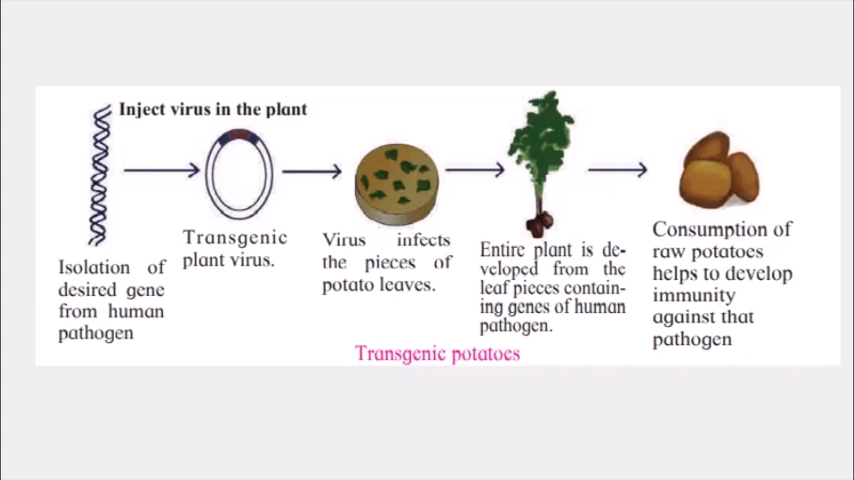 Inject virus in the plant
Isolation of
desired gene
from human
pathogen
Transgenic
plant virus.
Virus infects
the pieces of
potato leaves.
Entire plant is de-
veloped from the
leaf pieces contain-
ing genes of human
pathogen.
Consumption of
raw potatoes
helps to develop
immunity
against that
pathogen
Transgenic potatoes